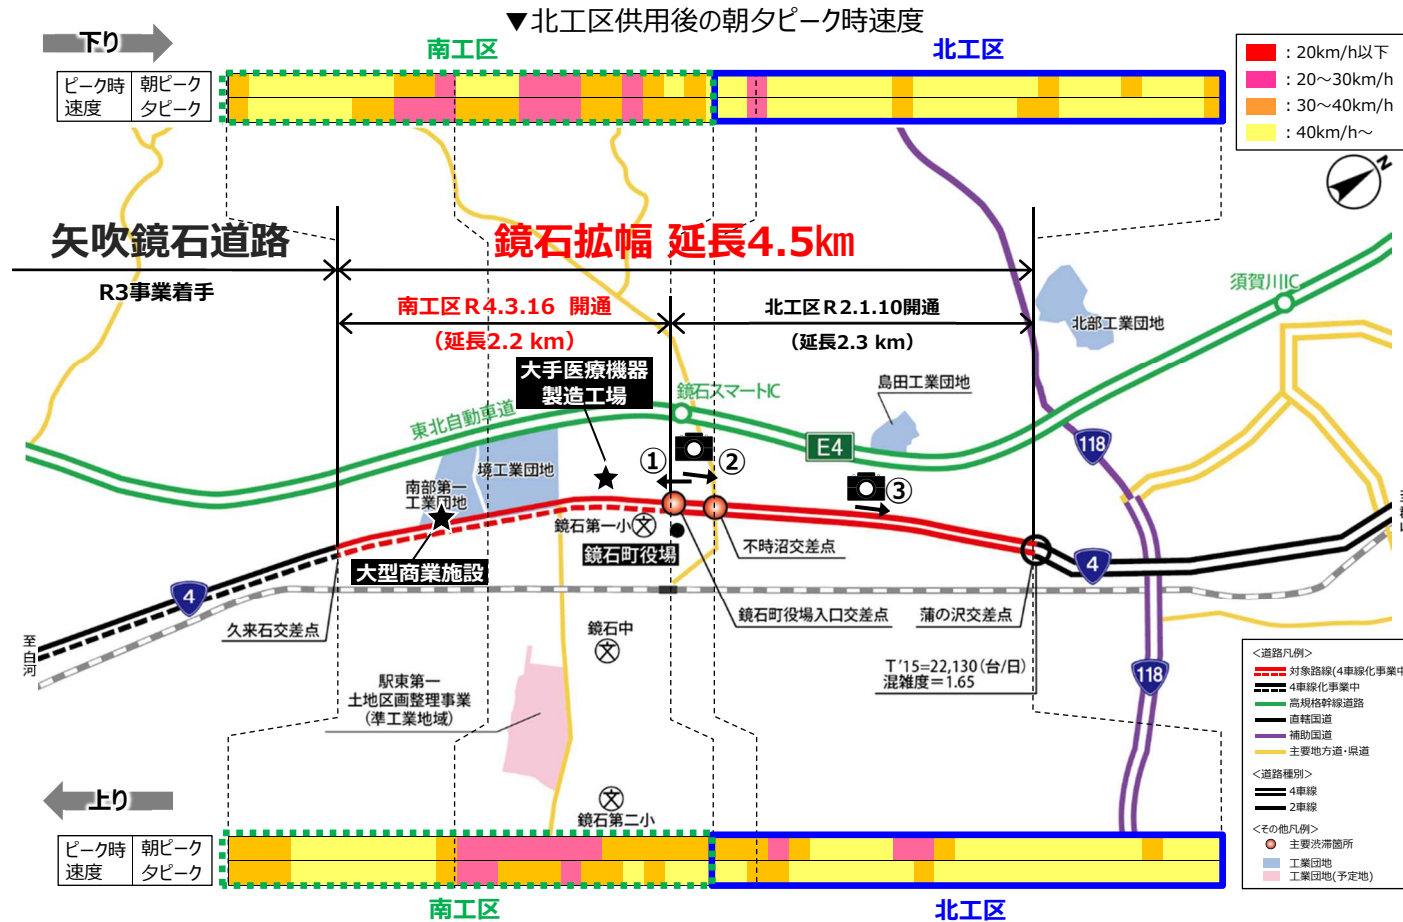 ▼北工区供用後の朝夕ピーク時速度
下り
南工区
北工区
ピーク時速度
朝ピーク
夕ピーク
：20km/h以下
：20～30km/h
：30～40km/h
：40km/h～
N
矢吹鏡石道路
R3事業着手
鏡石拡幅 延長4.5km
南工区R4.3.16 開通
（延長2.2 km）
北工区R2.1.10開通
（延長2.3 km）
須賀川IC
北部工業団地
大手医療機器
製造工場
鏡石スマートIC
島田工業団地
東北自動車道
E4
118
境工業団地
南部第一
工業団地
①
②
③
鏡石第一小
文
鏡石町役場
不時沼交差点
大型商業施設
4
4
久来石交差点
鏡石町役場入口交差点
蒲の沢交差点
至白河
鏡石中
文
T'15=22,130(台/日)
混雑度=1.65
118
駅東第一
土地区画整理事業
（準工業地域）
文
鏡石第二小
上り
ピーク時速度
朝ピーク
夕ピーク
南工区
北工区
<道路凡例>
対象路線(4車線化事業中
4車線化事業中
高規格幹線道路
直轄国道
補助国道
主要地方道・県道
<道路種別>
4車線
2車線
<その他凡例>
主要渋滞箇所
工業団地
工業団地(予定地)